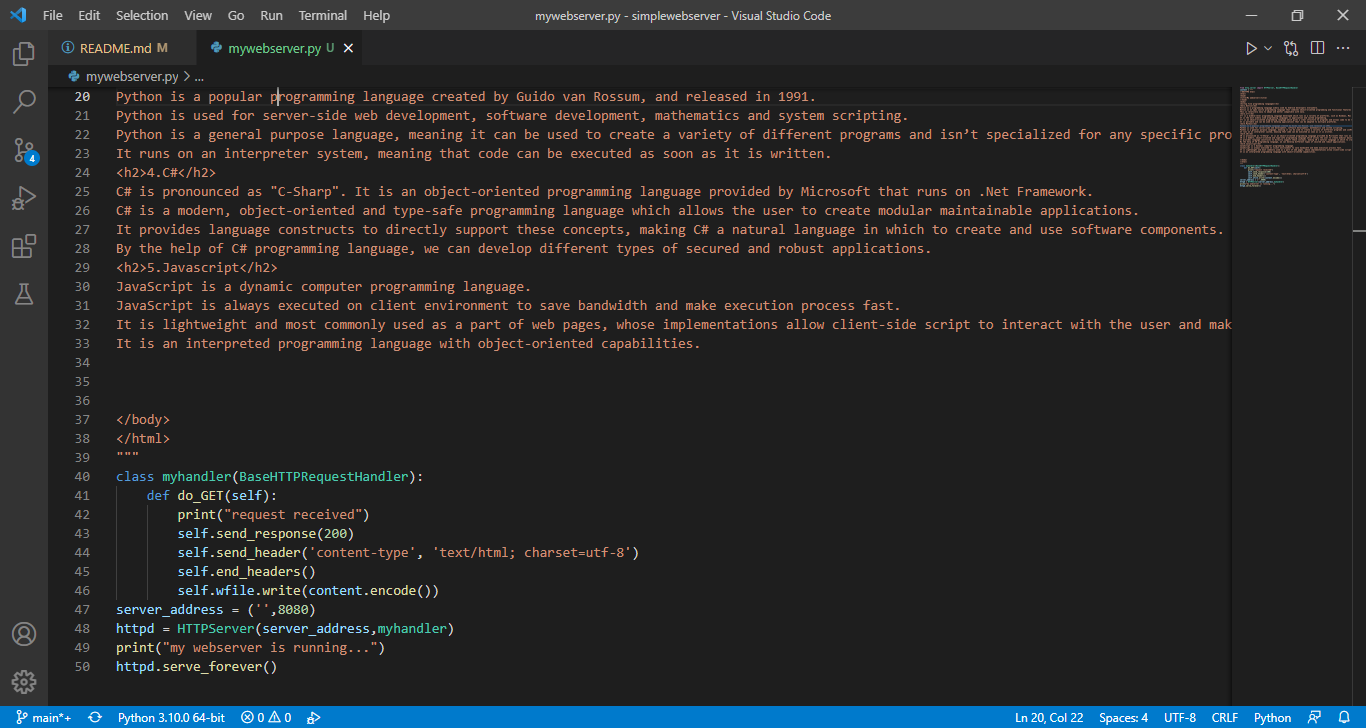 File Edit Selection View Go Run Terminal Help mywebserver.py - simplewebserver - Visual Studio Code
README.md M mywebserver.py U
mywebserver.py > ...
4
20 Python is a popular programming language created by Guido van Rossum, and released in 1991.
21 Python is used for server-side web development, software development, mathematics and system scripting.
22 Python is a general purpose language, meaning it can be used to create a variety of different programs and isn’t specialized for any specific pro
23 It runs on an interpreter system, meaning that code can be executed as soon as it is written.
24 <h2>4.C#</h2>
25 C# is pronounced as "C-Sharp". It is an object-oriented programming language provided by Microsoft that runs on .Net Framework.
26 C# is a modern, object-oriented and type-safe programming language which allows the user to create modular maintainable applications.
27 It provides language constructs to directly support these concepts, making C# a natural language in which to create and use software components.
28 By the help of C# programming language, we can develop different types of secured and robust applications.
29 <h2>5.Javascript</h2>
30 JavaScript is a dynamic computer programming language.
31 JavaScript is always executed on client environment to save bandwidth and make execution process fast.
32 It is lightweight and most commonly used as a part of web pages, whose implementations allow client-side script to interact with the user and mak
33 It is an interpreted programming language with object-oriented capabilities.
34
35
36
37 </body>
38 </html>
39 """
40 class myhandler(BaseHTTPRequestHandler):
41     def do_GET(self):
42         print("request received")
43         self.send_response(200)
44         self.send_header('content-type', 'text/html; charset=utf-8')
45         self.end_headers()
46         self.wfile.write(content.encode())
47 server_address = ('',8080)
48 httpd = HTTPServer(server_address,myhandler)
49 print("my webserver is running...")
50 httpd.serve_forever()
main*+ Python 3.10.0 64-bit 0 0 Ln 20, Col 22 Spaces: 4 UTF-8 CRLF Python